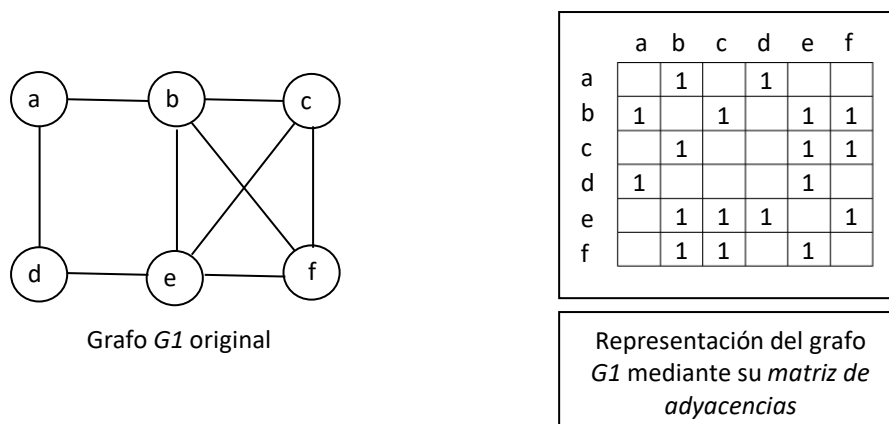 a b c
d e f
Grafo G1 original
a b c d e f
a 1 1
b 1 1 1 1
c 1 1 1
d 1 1
e 1 1 1 1
f 1 1 1
Representación del grafo
G1 mediante su matriz de
adyacencias